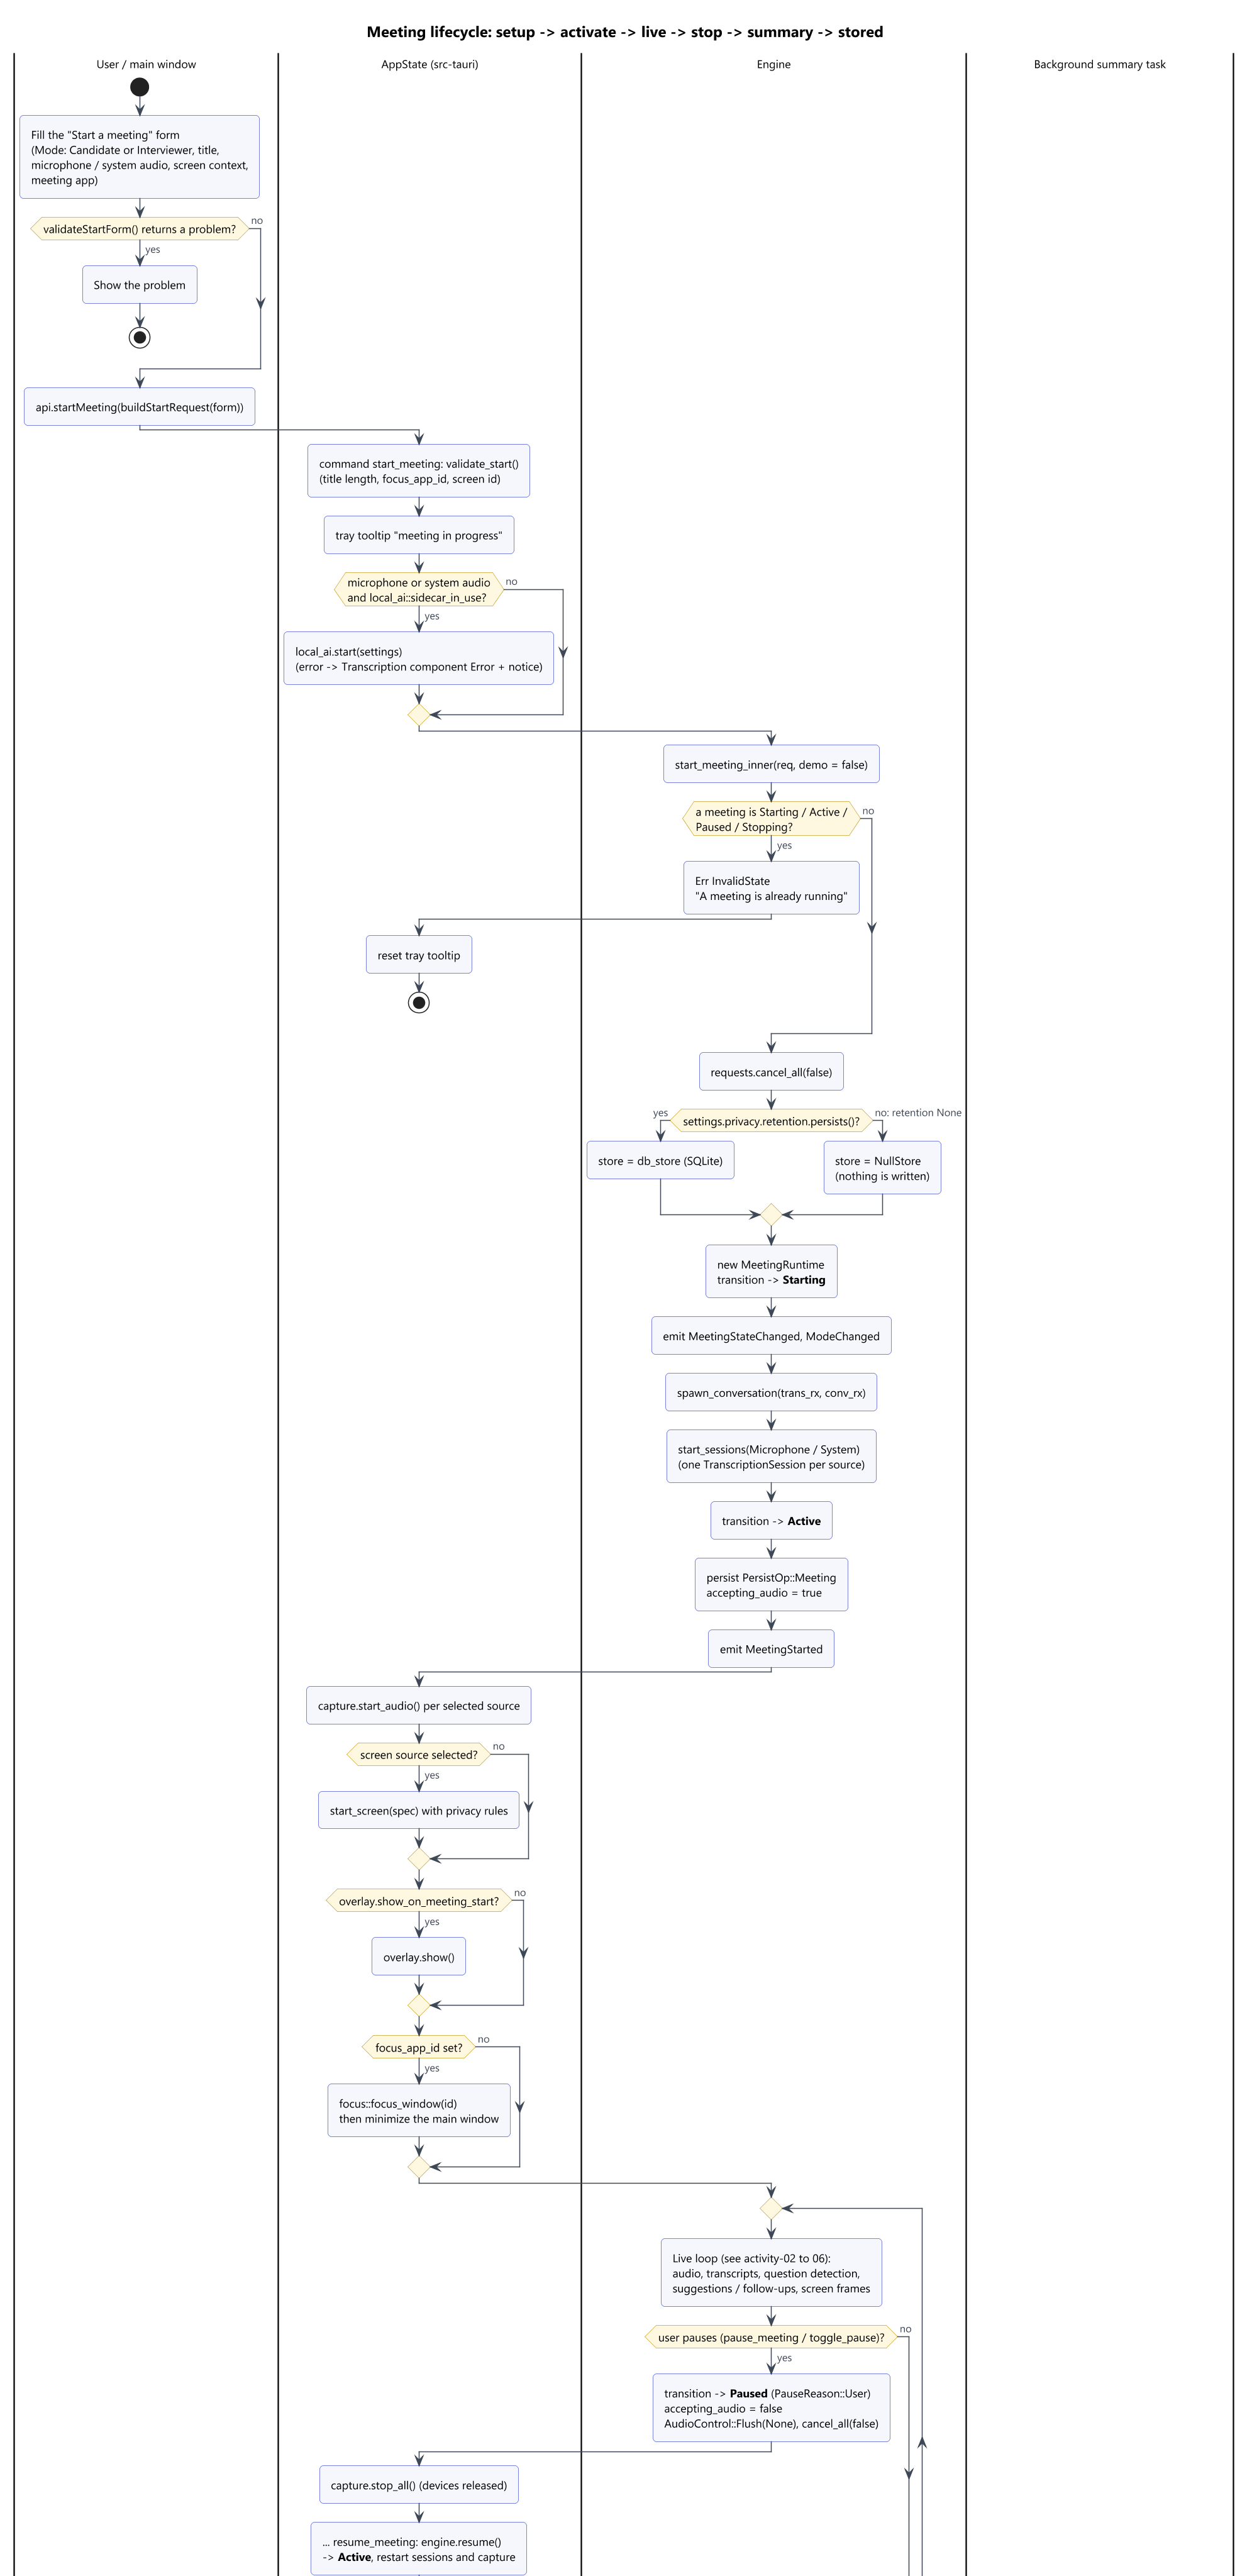 Meeting lifecycle: setup -> activate -> live -> stop -> summary -> stored
User / main window
AppState (src-tauri)
Engine
Background summary task
Fill the "Start a meeting" form
(Mode: Candidate or Interviewer, title,
microphone / system audio, screen context,
meeting app)
validateStartForm() returns a problem?
no
yes
Show the problem
api.startMeeting(buildStartRequest(form))
command start_meeting: validate_start()
(title length, focus_app_id, screen id)
tray tooltip "meeting in progress"
microphone or system audio
and local_ai::sidecar_in_use?
no
yes
local_ai.start(settings)
(error -> Transcription component Error + notice)
start_meeting_inner(req, demo = false)
a meeting is Starting / Active /
Paused / Stopping?
no
yes
Err InvalidState
"A meeting is already running"
reset tray tooltip
requests.cancel_all(false)
yes
settings.privacy.retention.persists()?
no: retention None
store = db_store (SQLite)
store = NullStore
(nothing is written)
new MeetingRuntime
transition -> Starting
emit MeetingStateChanged, ModeChanged
spawn_conversation(trans_rx, conv_rx)
start_sessions(Microphone / System)
(one TranscriptionSession per source)
transition -> Active
persist PersistOp::Meeting
accepting_audio = true
emit MeetingStarted
capture.start_audio() per selected source
screen source selected?
no
yes
start_screen(spec) with privacy rules
overlay.show_on_meeting_start?
no
yes
overlay.show()
focus_app_id set?
no
yes
focus::focus_window(id)
then minimize the main window
Live loop (see activity-02 to 06):
audio, transcripts, question detection,
suggestions / follow-ups, screen frames
user pauses (pause_meeting / toggle_pause)?
no
yes
transition -> Paused (PauseReason::User)
accepting_audio = false
AudioControl::Flush(None), cancel_all(false)
capture.stop_all() (devices released)
... resume_meeting: engine.resume()
-> Active, restart sessions and capture